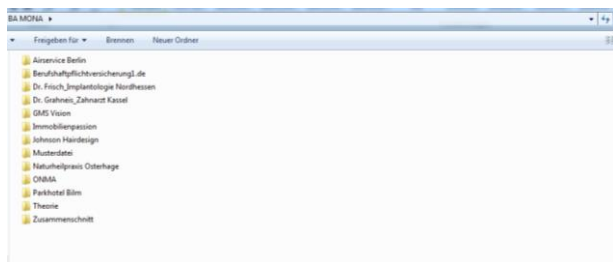 BA MONA
Freigeben für Brennen Neuer Ordner
Airservice Berlin
Berufshaftpflichtversicherung1.de
Dr. Frisch_Implantologie Nordhessen
Dr. Grahneis_Zahnarzt Kassel
GMS Vision
Immobilienpassion
Johnson Hairdesign
Musterdatei
Naturheilpraxis Osterhage
ONMA
Parkhotel Bilm
Theorie
Zusammenschnitt